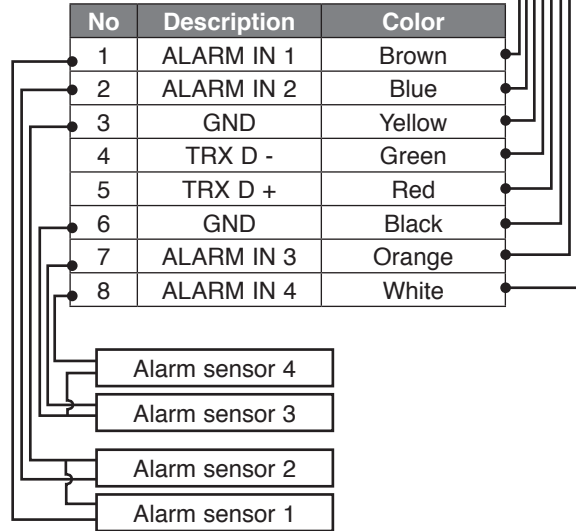 No Description Color
1 ALARM IN 1 Brown
2 ALARM IN 2 Blue
3 GND Yellow
4 TRX D - Green
5 TRX D + Red
6 GND Black
7 ALARM IN 3 Orange
8 ALARM IN 4 White
Alarm sensor 4
Alarm sensor 3
Alarm sensor 2
Alarm sensor 1